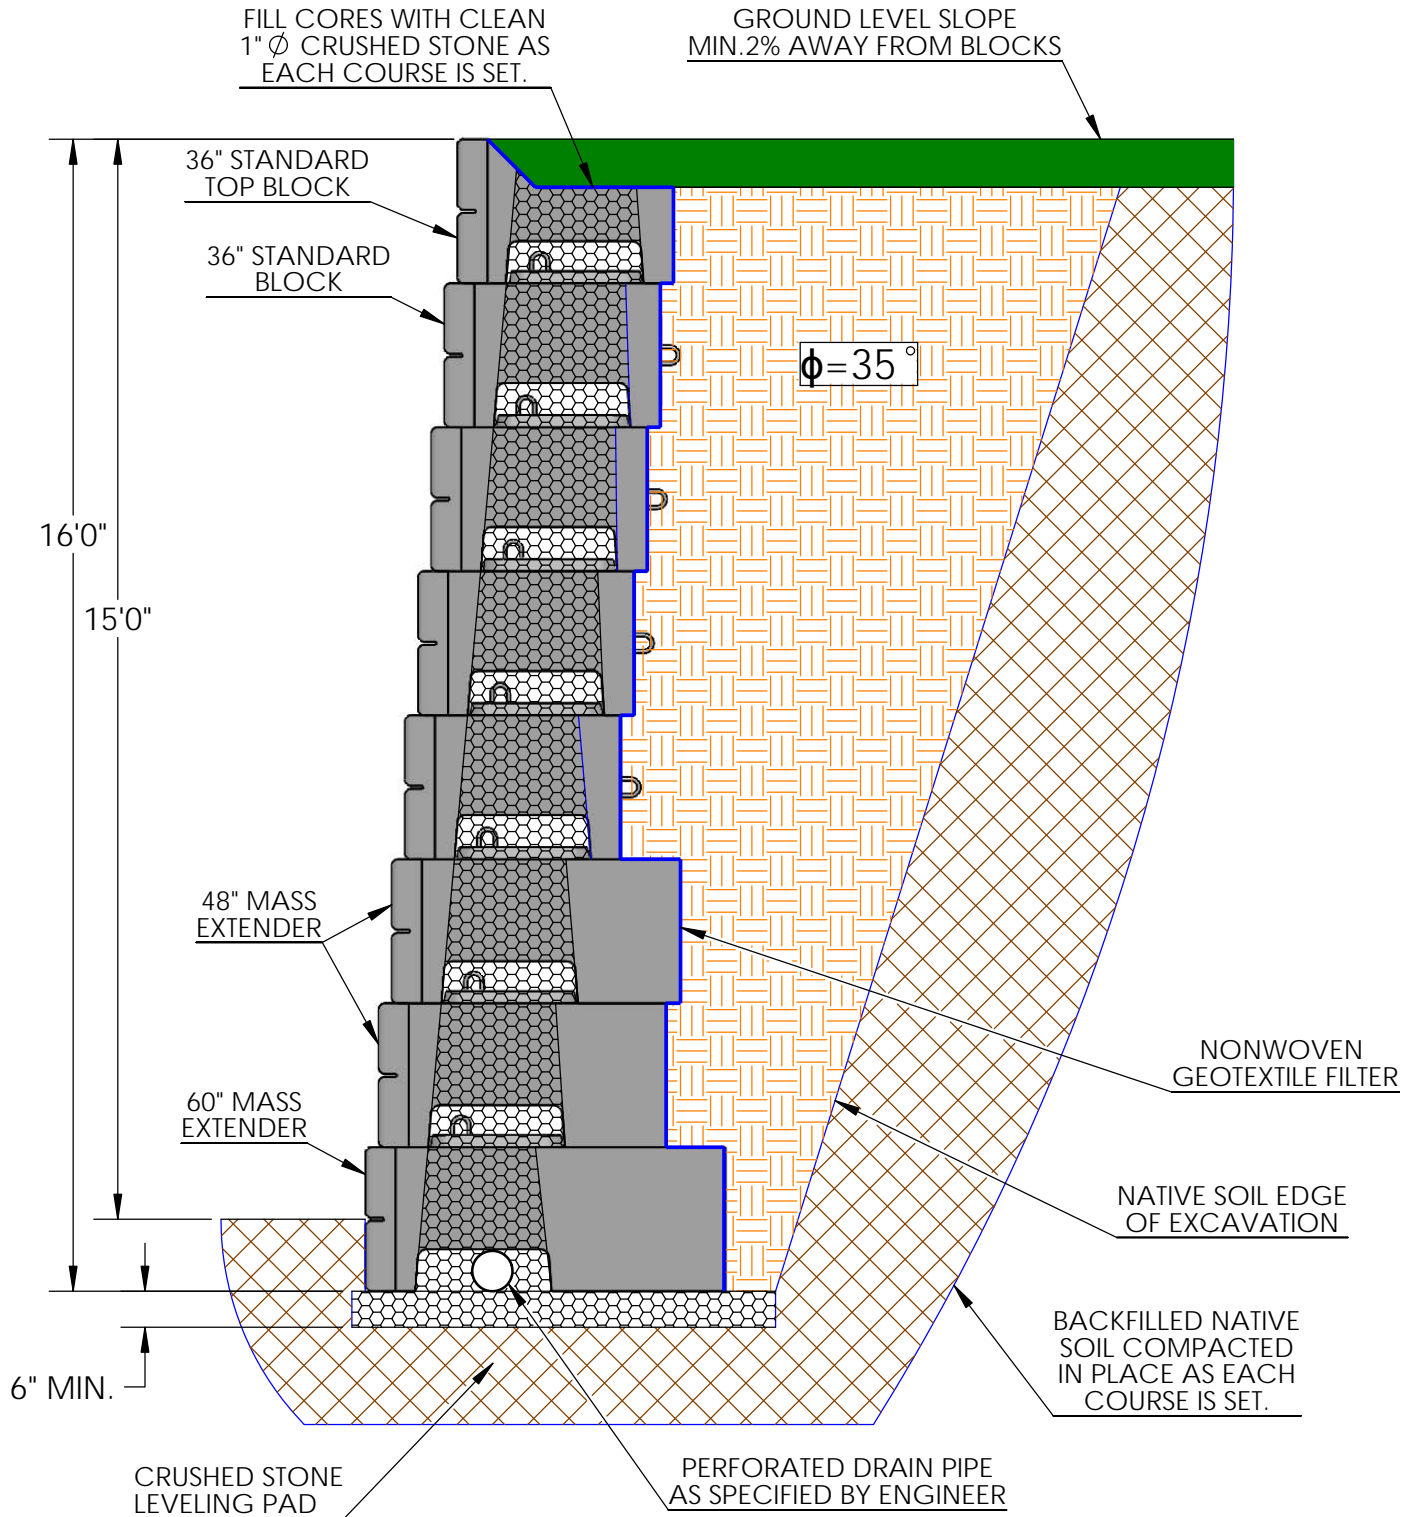 FILL CORES WITH CLEAN
1" Ø CRUSHED STONE AS
EACH COURSE IS SET.
GROUND LEVEL SLOPE
MIN.2% AWAY FROM BLOCKS
36" STANDARD
TOP BLOCK
36" STANDARD
BLOCK
ϕ=35°
16'0"
15'0"
48" MASS
EXTENDER
NONWOVEN
GEOTEXTILE FILTER
60" MASS
EXTENDER
NATIVE SOIL EDGE
OF EXCAVATION
BACKFILLED NATIVE
SOIL COMPACTED
IN PLACE AS EACH
COURSE IS SET.
6" MIN.
CRUSHED STONE
LEVELING PAD
PERFORATED DRAIN PIPE
AS SPECIFIED BY ENGINEER